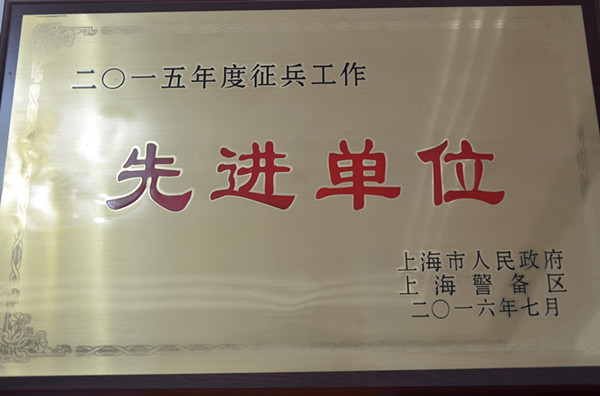 二〇一五年度征兵工作
先进单位
上海市人民政府
上海警备区
二〇一六年七月